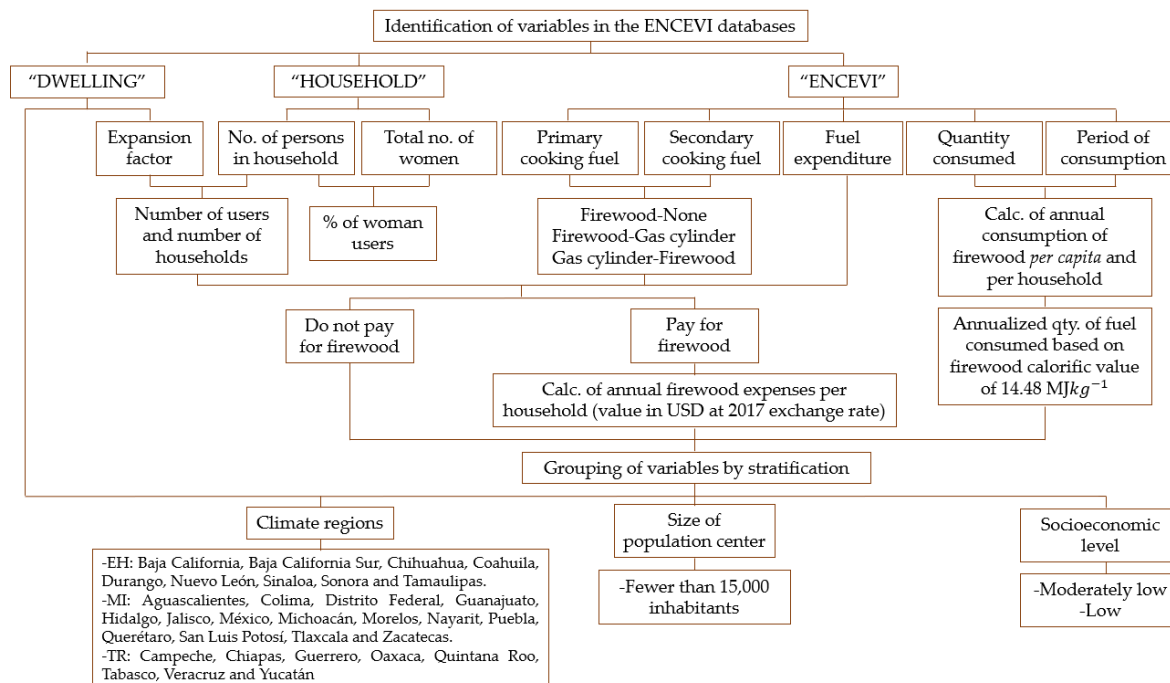 Identification of variables in the ENCEVI databases
“DWELLING”
“HOUSEHOLD”
“ENCEVI”
Expansion
factor
No. of persons
in household
Total no. of
women
Primary
cooking fuel
Secondary
cooking fuel
Fuel
expenditure
Quantity
consumed
Period of
consumption
Number of users
and number of
households
% of woman
users
Firewood-None
Firewood-Gas cylinder
Gas cylinder-Firewood
Calc. of annual
consumption of
firewood per capita and
per household
Do not pay
for firewood
Pay for
firewood
Annualized qty. of fuel
consumed based on
firewood calorific value
of 14.48 MJkg⁻¹
Calc. of annual firewood expenses per
household (value in USD at 2017 exchange rate)
Grouping of variables by stratification
Climate regions
Size of
population center
Socioeconomic
level
-EH: Baja California, Baja California Sur, Chihuahua, Coahuila,
Durango, Nuevo León, Sinaloa, Sonora and Tamaulipas.
-MI: Aguascalientes, Colima, Distrito Federal, Guanajuato,
Hidalgo, Jalisco, México, Michoacán, Morelos, Nayarit, Puebla,
Querétaro, San Luis Potosí, Tlaxcala and Zacatecas.
-TR: Campeche, Chiapas, Guerrero, Oaxaca, Quintana Roo,
Tabasco, Veracruz and Yucatán
-Fewer than 15,000
inhabitants
-Moderately low
-Low